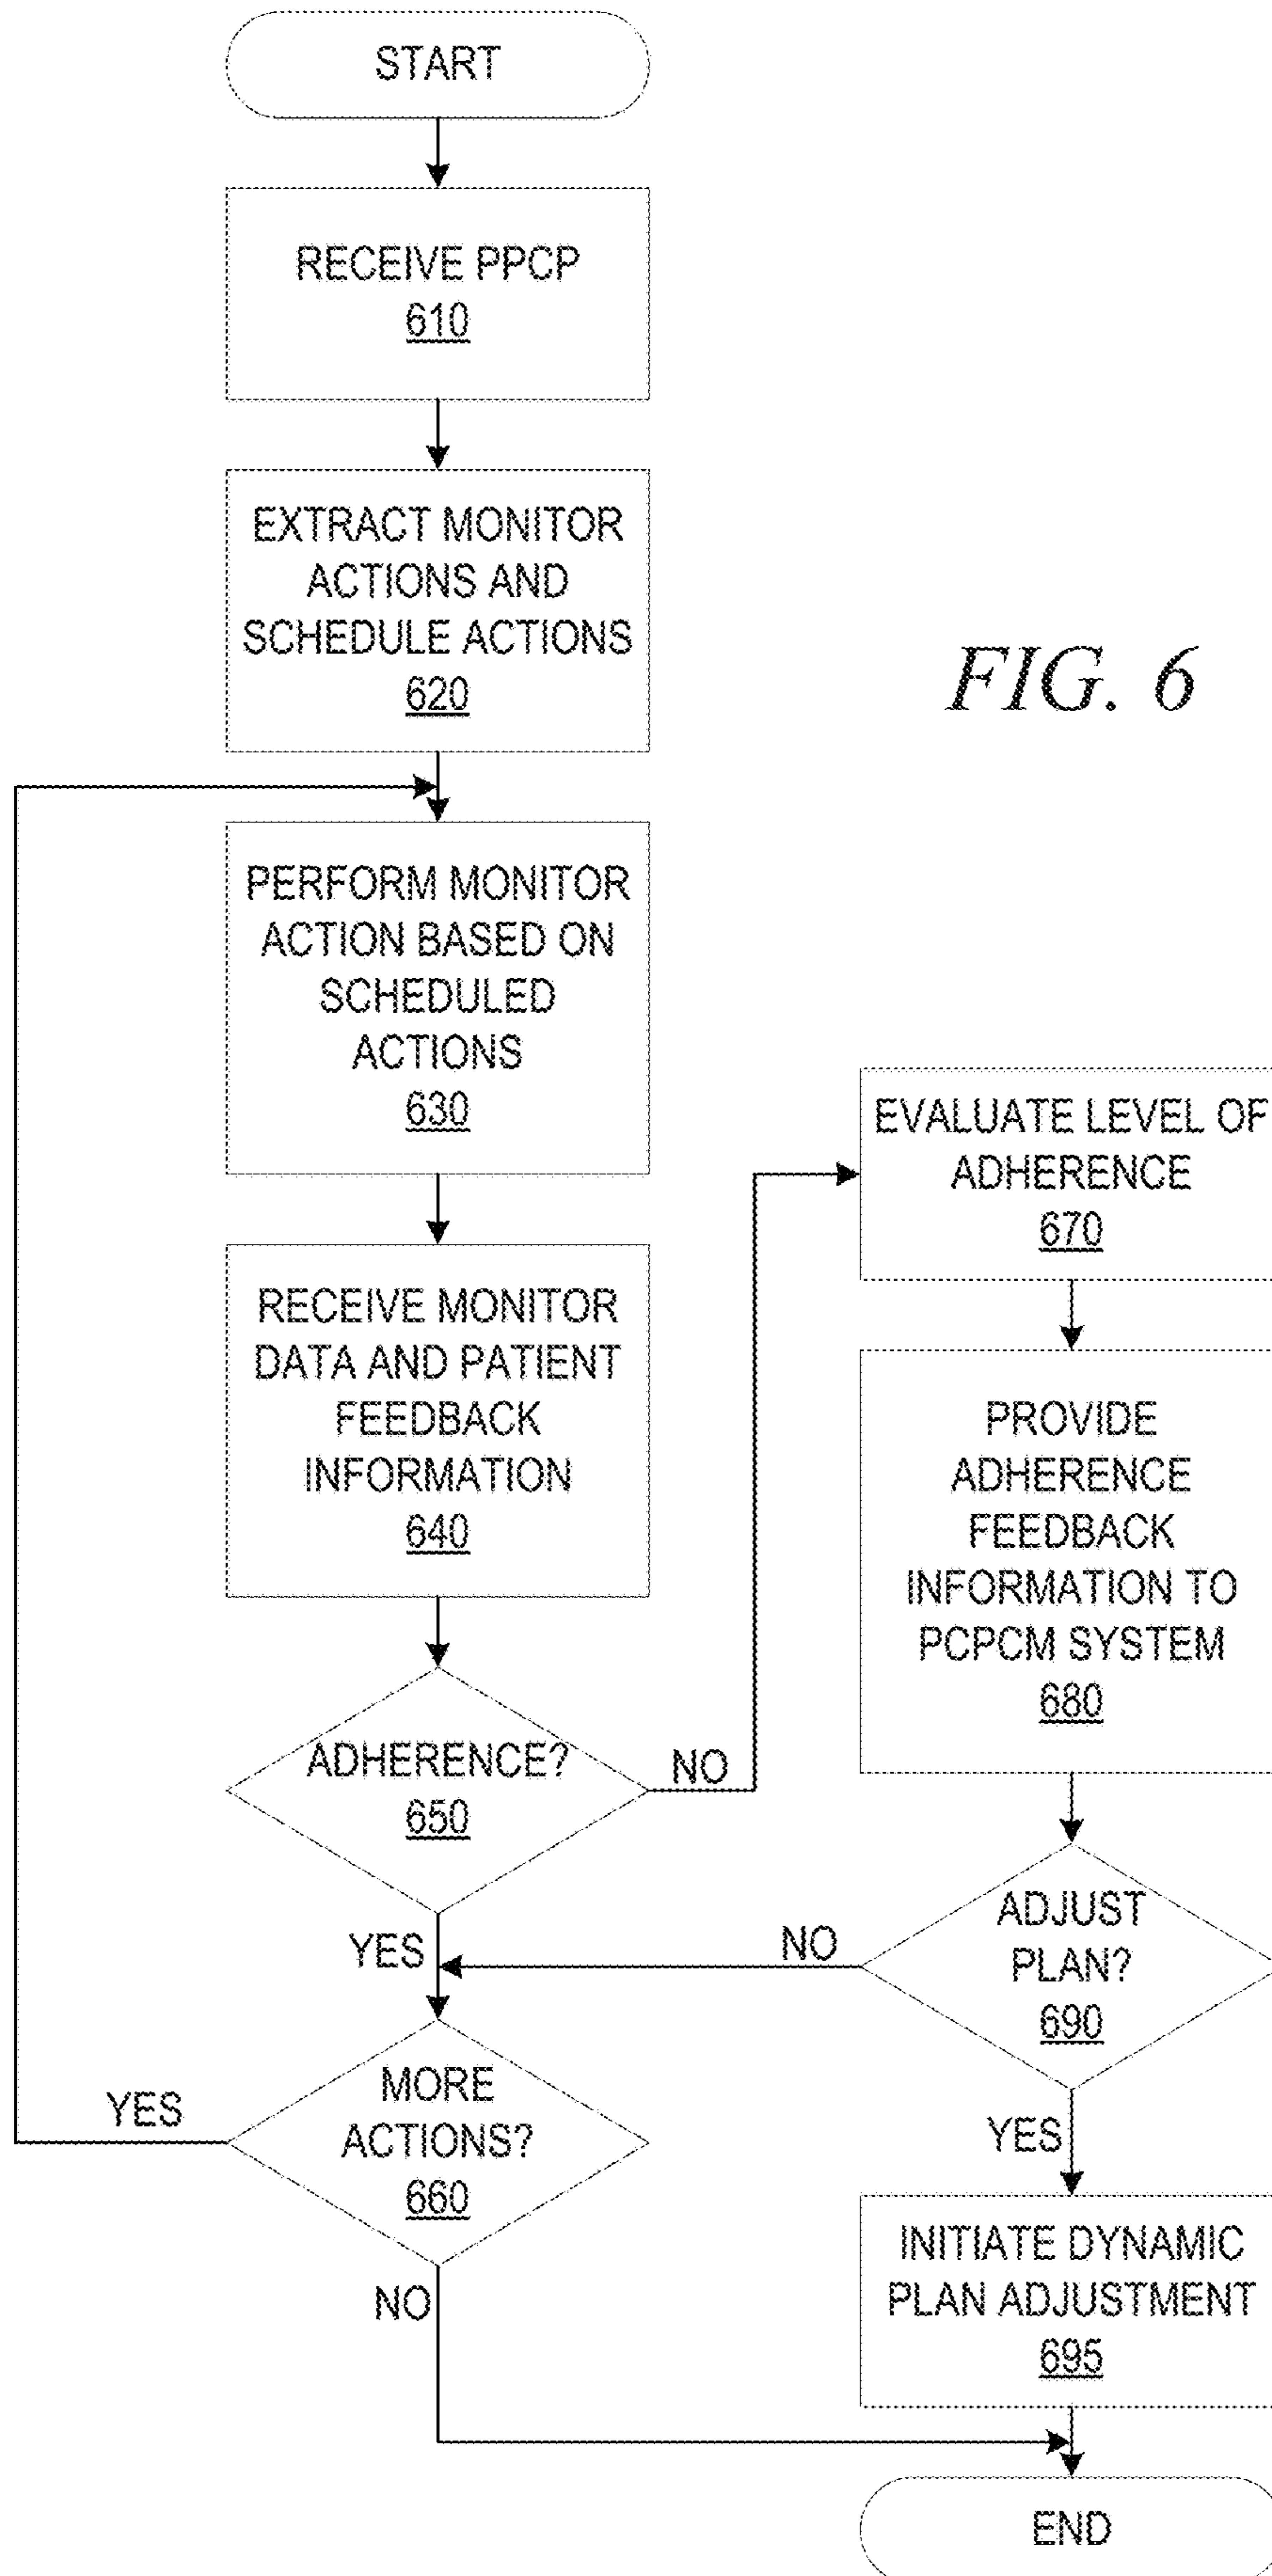 START
RECEIVE PPCP
610
EXTRACT MONITOR
ACTIONS AND
SCHEDULE ACTIONS
620
FIG. 6
PERFORM MONITOR
ACTION BASED ON
SCHEDULED
ACTIONS
630
RECEIVE MONITOR
DATA AND PATIENT
FEEDBACK
INFORMATION
640
ADHERENCE?
650
NO
YES
MORE
ACTIONS?
660
YES
NO
EVALUATE LEVEL OF
ADHERENCE
670
PROVIDE
ADHERENCE
FEEDBACK
INFORMATION TO
PCPCM SYSTEM
680
ADJUST
PLAN?
690
NO
YES
INITIATE DYNAMIC
PLAN ADJUSTMENT
695
END